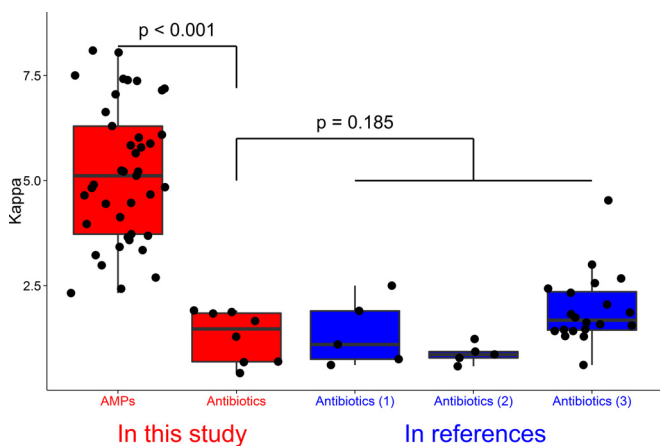 p < 0.001
p = 0.185
7.5
5.0
2.5
Kappa
AMPs Antibiotics Antibiotics (1) Antibiotics (2) Antibiotics (3)
In this study In references